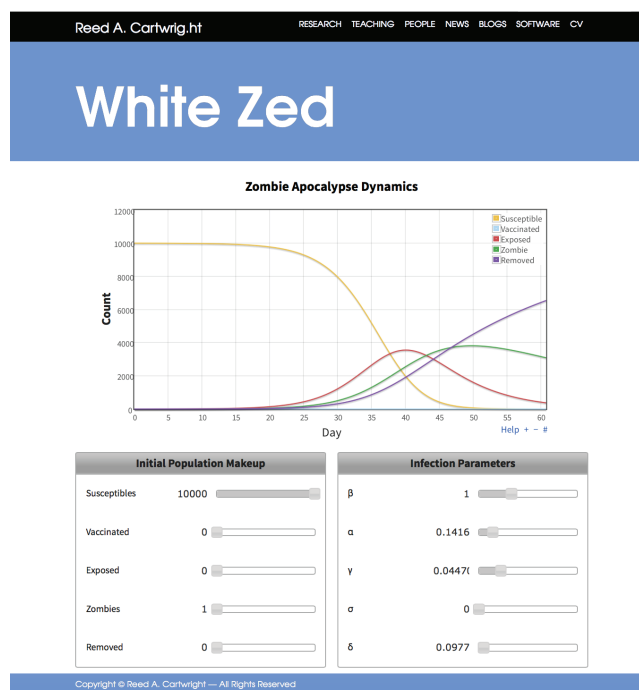 Reed A. Cartwrig.ht RESEARCH TEACHING PEOPLE NEWS BLOGS SOFTWARE CV
White Zed
Zombie Apocalypse Dynamics
12000
10000
8000
6000
4000
2000
0
Count
Susceptible
Vaccinated
Exposed
Zombie
Removed
0 5 10 15 20 25 30 35 40 45 50 55 60
Day
Help + − #
Initial Population Makeup
Susceptibles 10000
Vaccinated 0
Exposed 0
Zombies 1
Removed 0
Infection Parameters
β 1
α 0.1416
γ 0.0447
σ 0
δ 0.0977
Copyright © Reed A. Cartwright — All Rights Reserved